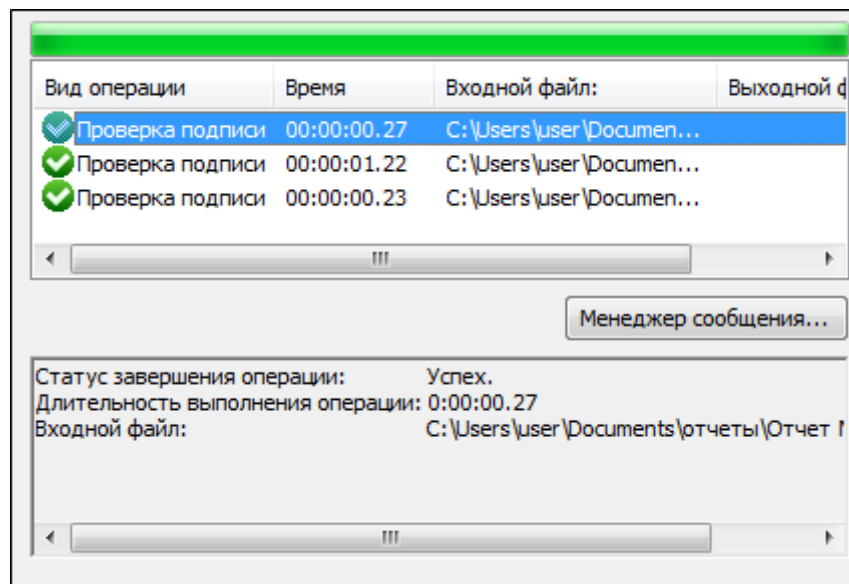 Вид операции Время Входной файл: Выходной
Проверка подписи 00:00:00.27 C:\Users\user\Documen...
Проверка подписи 00:00:01.22 C:\Users\user\Documen...
Проверка подписи 00:00:00.23 C:\Users\user\Documen...
Менеджер сообщения...
Статус завершения операции: Успех.
Длительность выполнения операции: 0:00:00.27
Входной файл: C:\Users\user\Documents\отчеты\Отчет